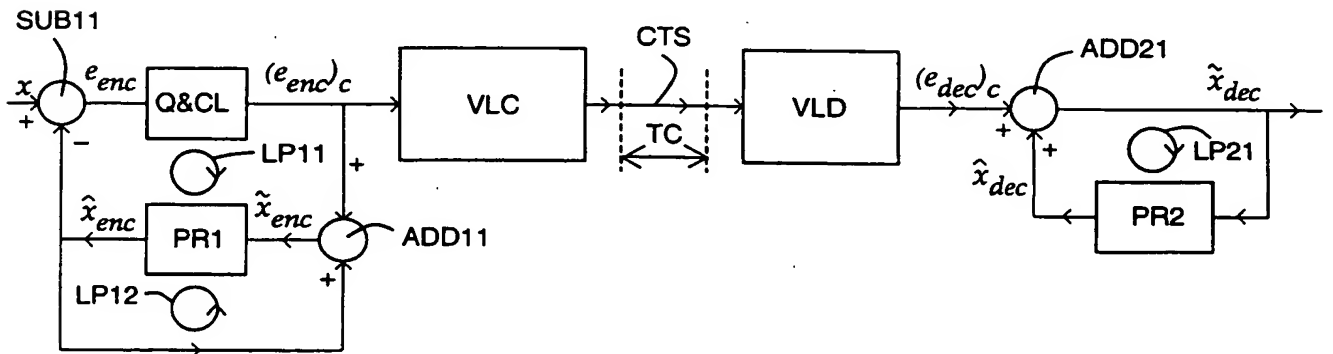 SUB11
CTS
ADD21
x
e_enc
Q&CL
(e_enc)_c
VLC
VLD
(e_dec)_c
x̃_dec
+
−
+
+
+
TC
LP11
LP21
x̂_dec
x̂_enc
PR1
x̃_enc
ADD11
PR2
+
LP12